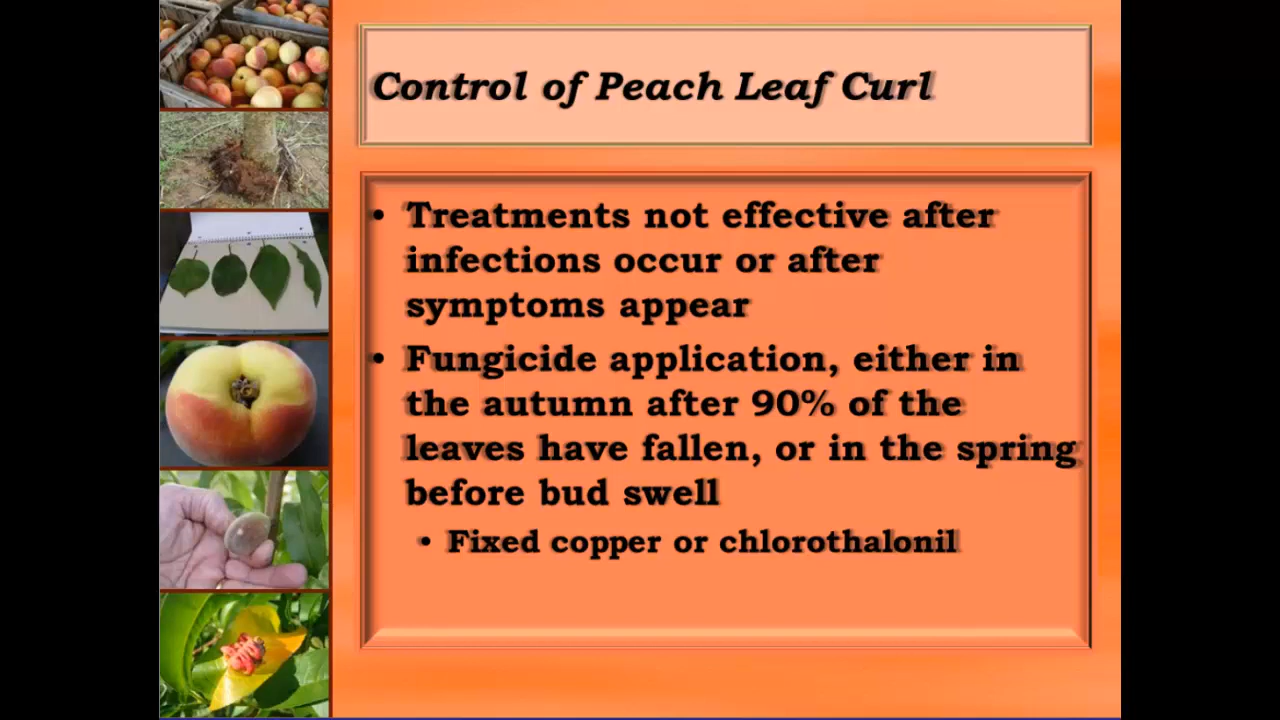 Control of Peach Leaf Curl
• Treatments not effective after
infections occur or after
symptoms appear
• Fungicide application, either in
the autumn after 90% of the
leaves have fallen, or in the spring
before bud swell
• Fixed copper or chlorothalonil